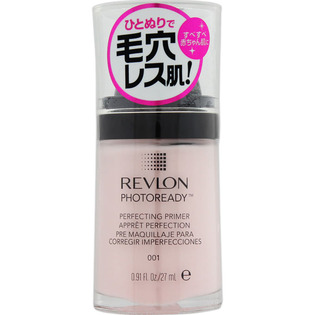 ひとぬりで
毛穴
レス肌!
すべすべ
赤ちゃん肌に
REVLON
PHOTOREADY™
PERFECTING PRIMER
APPRÊT PERFECTION
PRE MAQUILLAJE PARA
CORREGIR IMPERFECCIONES
001
0.91 fl. Oz/27 mL e